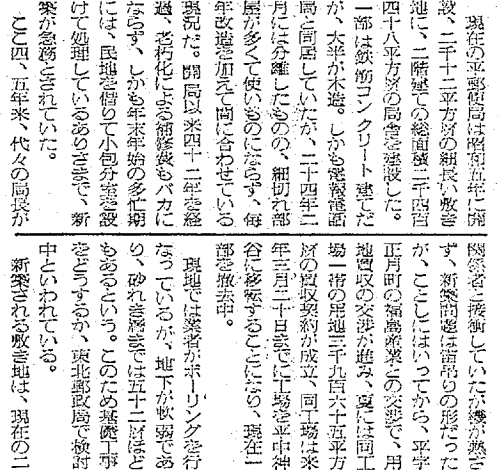 現在の平郵便局は昭和五年に開
設、二千十二平方㍍の細長い敷き
地に、二階建ての総面積二千四百
四十八平方㍍の局舎を建設した。
一部は鉄筋コンクリート建てだ
が、大半が木造。しかも電報電話
局と同居していたが、二十四年二
月には分離したものの、細切れ部
屋が多くて使いものにならず、毎
年改造を加えて間に合わせている
現況だ。開局以来四十二年を経
過、老朽化による補修費もバカに
ならず、しかも年末年始の多忙期
には、民地を借りて小包分室を設
けて処理しているありさまで、新
築が急務とされていた。
ここ四、五年来、代々の局長が
関係者と接衝していたが機が熟さ
ず、新築問題は宙吊りの形だった
が、ことしにはいってから、平字
正月町の福島産業との交渉で、用
地買収の交渉が進み、夏には同工
場一帯の用地三千九百六十五平方
㍍の買収契約が成立、同工場は来
年三月二十日までに工場を平中神
谷に移転することになり、現在一
部を撤去中。
現地では業者がボーリングを行
なっているが、地下が軟弱であ
り、砂れき層までは五十二㍍ほど
もあるという。このため基礎工事
をどうするか、東北郵政局で検討
中といわれている。
新築される敷き地は、現在の二